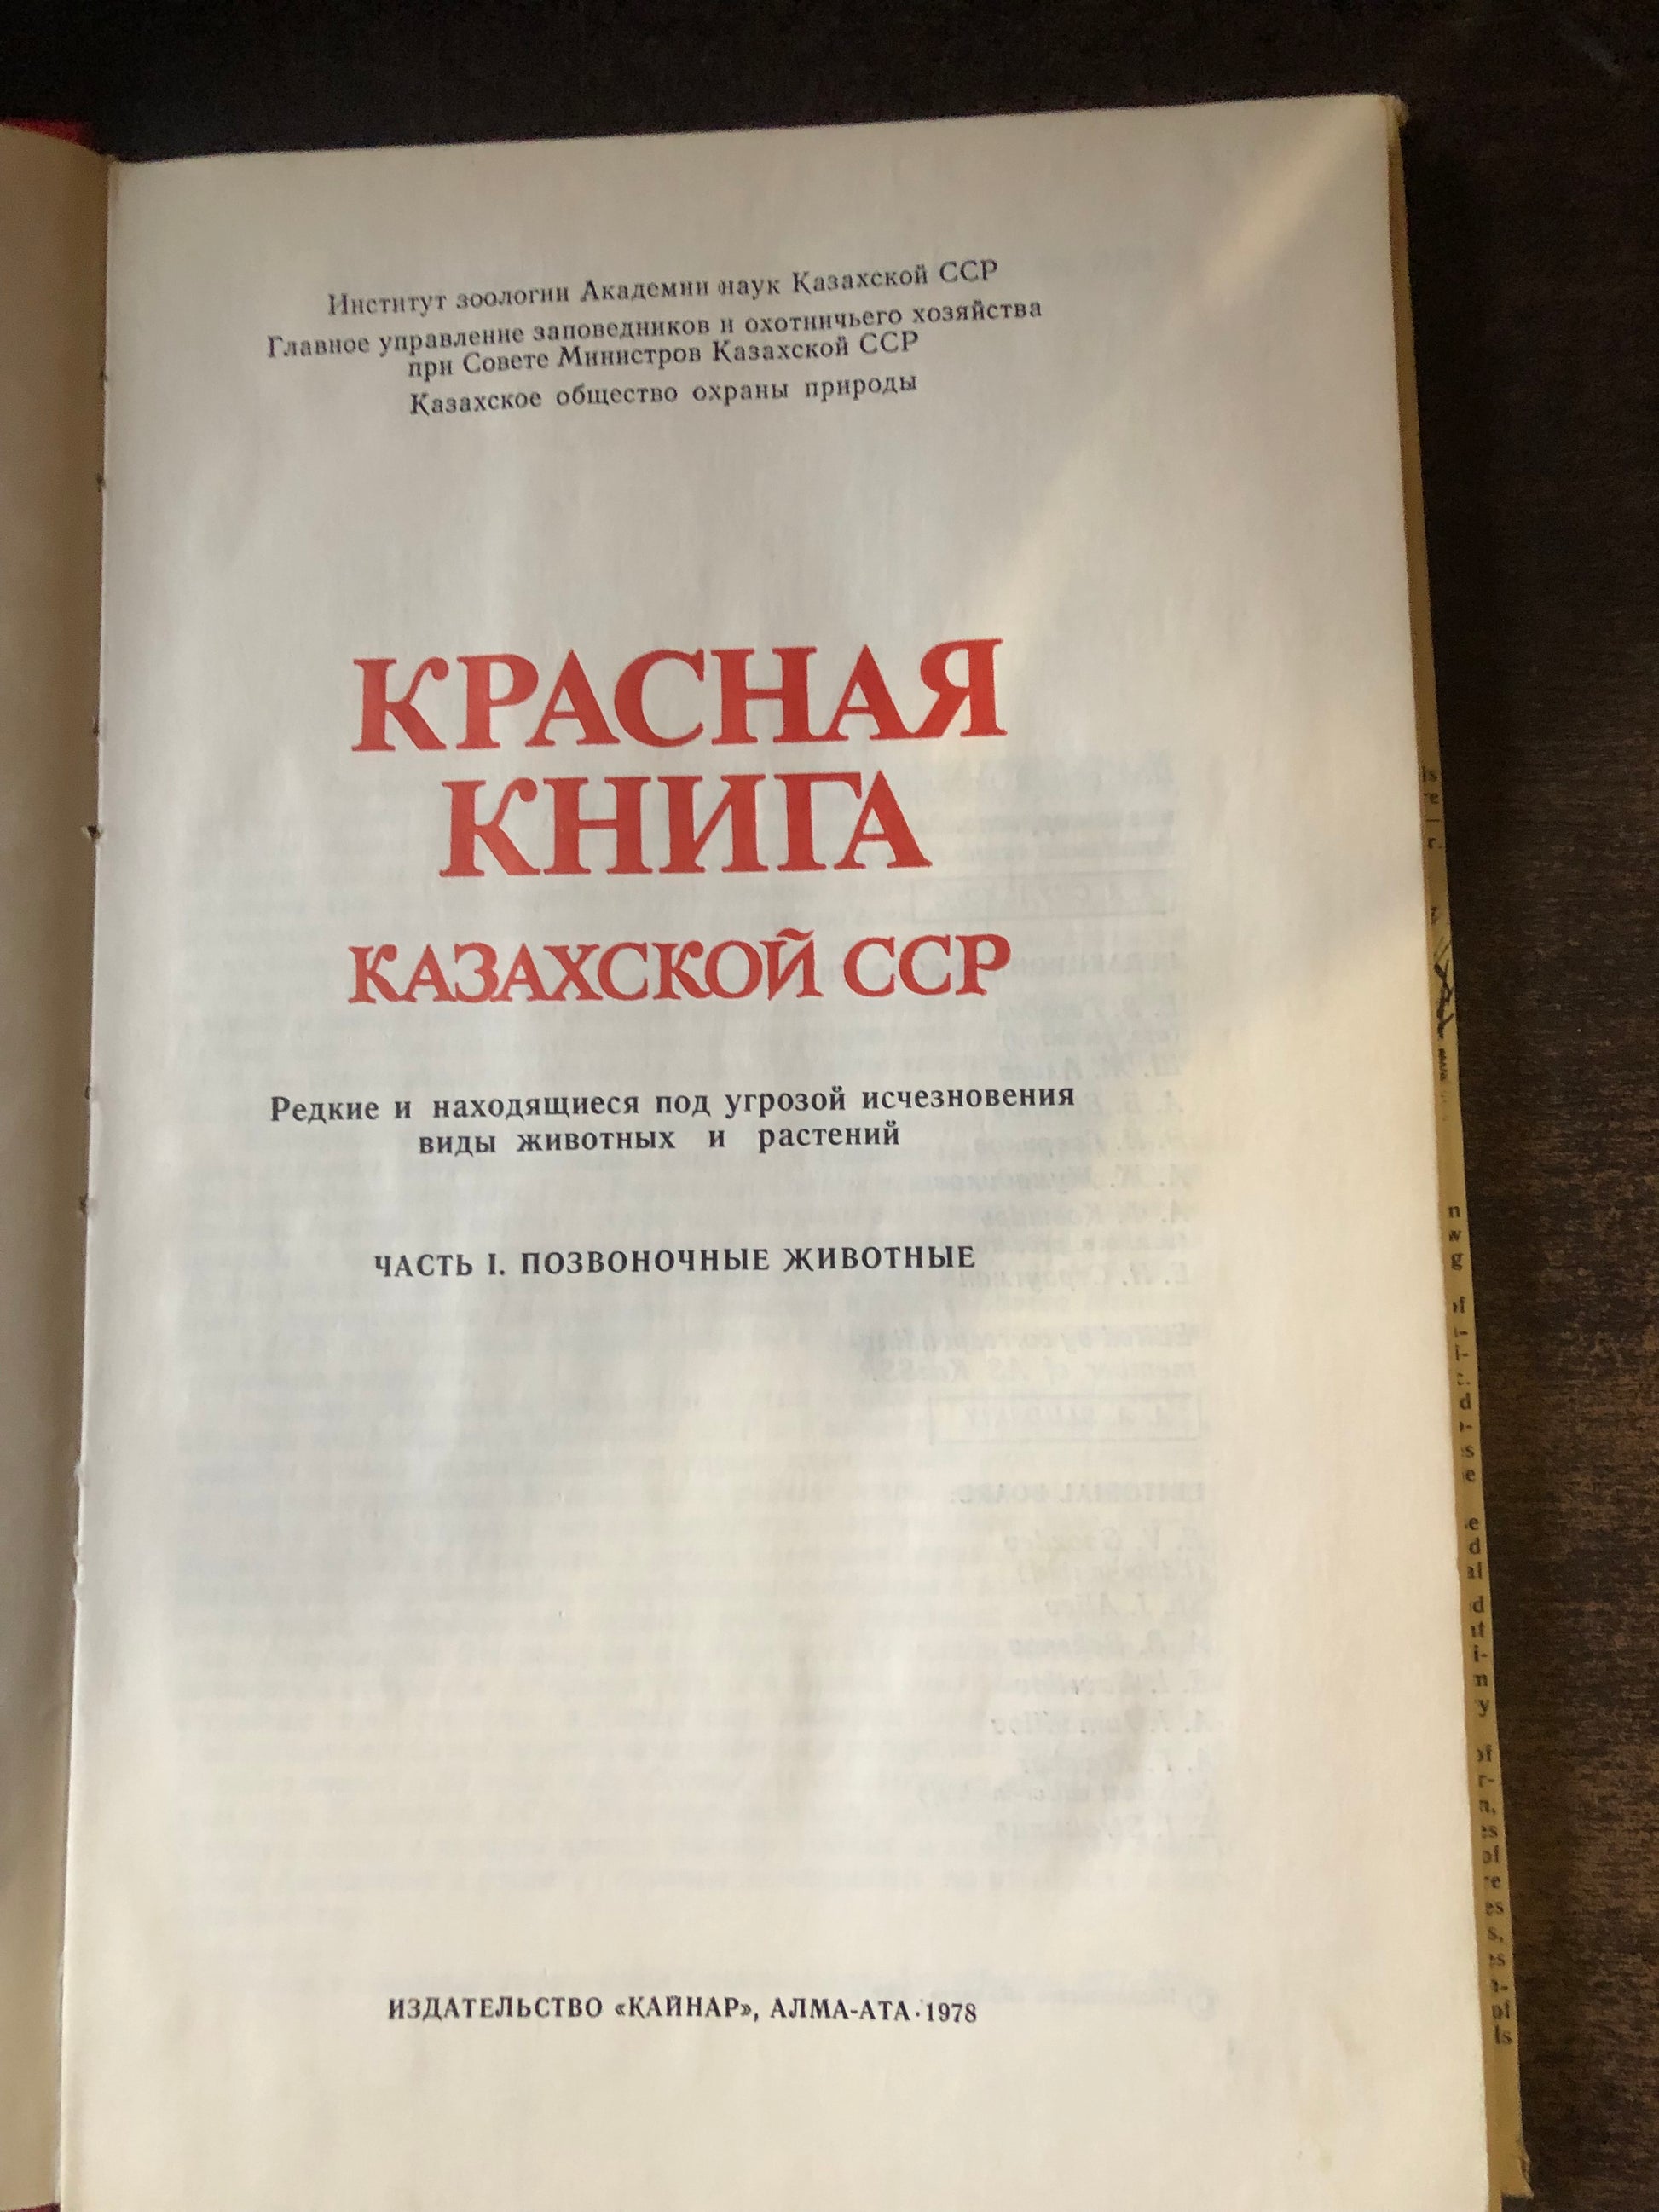 Институт зоологии Академии наук Казахской ССР
Главное управление заповедников и охотничьего хозяйства
при Совете Министров Казахской ССР
Казахское общество охраны природы
КРАСНАЯ
КНИГА
КАЗАХСКОЙ ССР
Редкие и находящиеся под угрозой исчезновения
виды животных и растений
ЧАСТЬ I. ПОЗВОНОЧНЫЕ ЖИВОТНЫЕ
ИЗДАТЕЛЬСТВО «КАЙНАР», АЛМА-АТА·1978